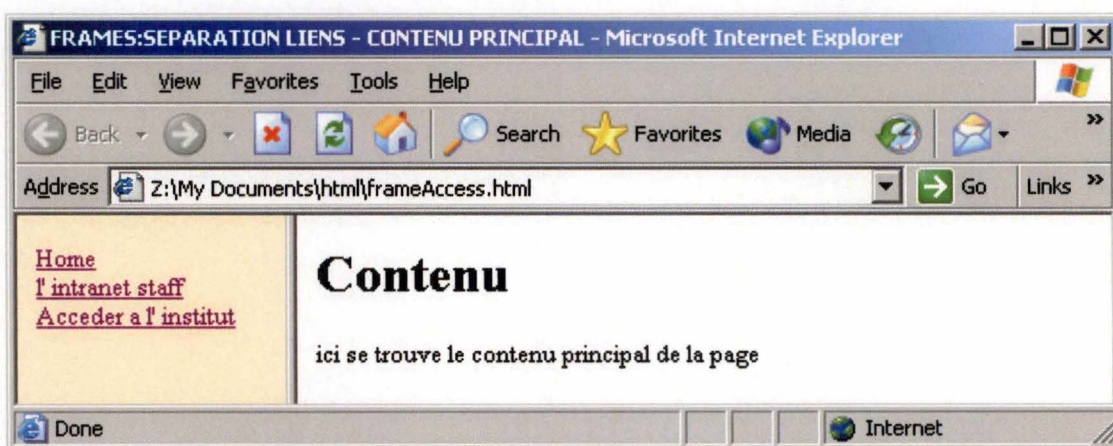 FRAMES:SEPARATION LIENS - CONTENU PRINCIPAL - Microsoft Internet Explorer
File Edit View Favorites Tools Help
Back Search Favorites Media »
Address Z:\My Documents\html\frameAccess.html Go Links »
Home
l' intranet staff
Acceder a l' institut
Contenu
ici se trouve le contenu principal de la page
Done Internet